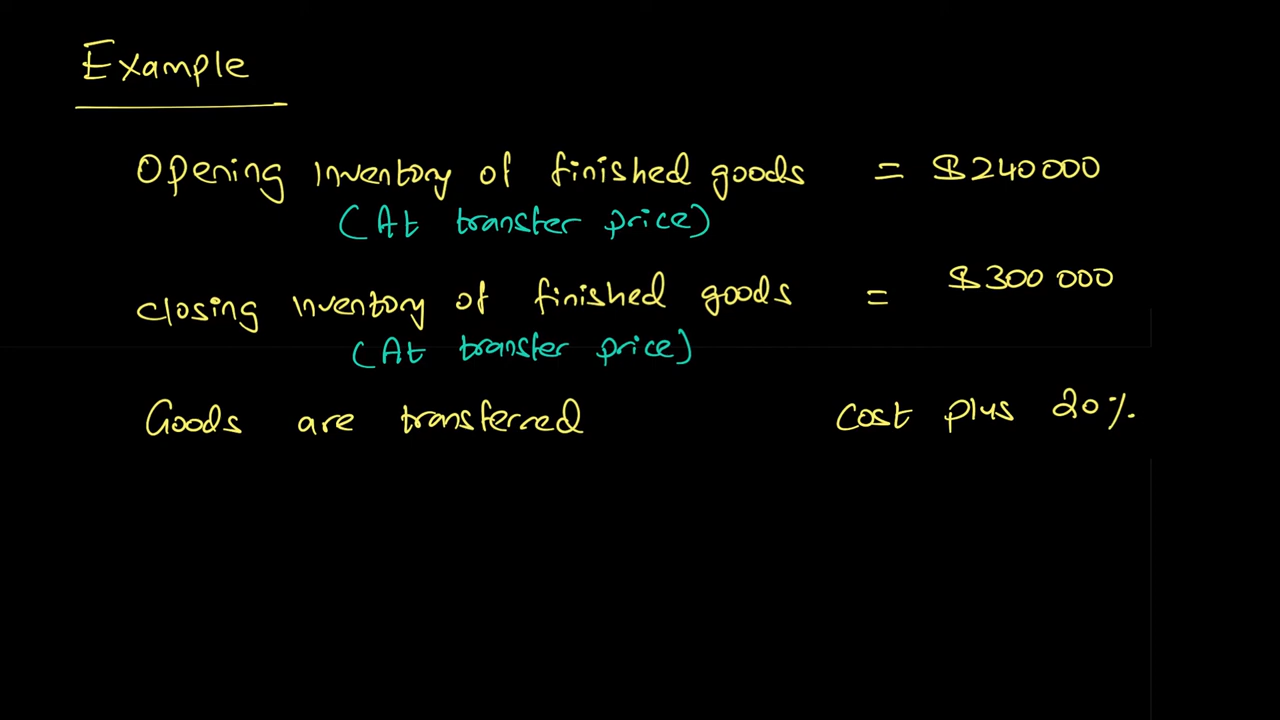 Example
Opening inventory of finished goods = $240000
(At transfer price)
closing inventory of finished goods = $300 000
(At transfer price)
Goods are transferred cost plus 20%.